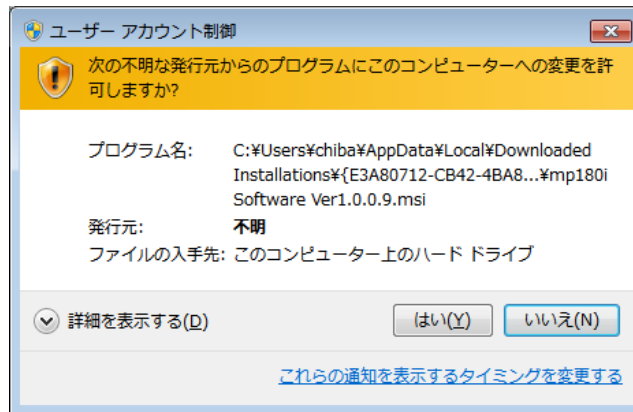 ユーザー アカウント制御
次の不明な発行元からのプログラムにこのコンピューターへの変更を許
可しますか?
プログラム名: C:¥Users¥chiba¥AppData¥Local¥Downloaded
Installations¥{E3A80712-CB42-4BA8...¥mp180i
Software Ver1.0.0.9.msi
発行元: 不明
ファイルの入手先: このコンピューター上のハード ドライブ
詳細を表示する(D) はい(Y) いいえ(N)
これらの通知を表示するタイミングを変更する